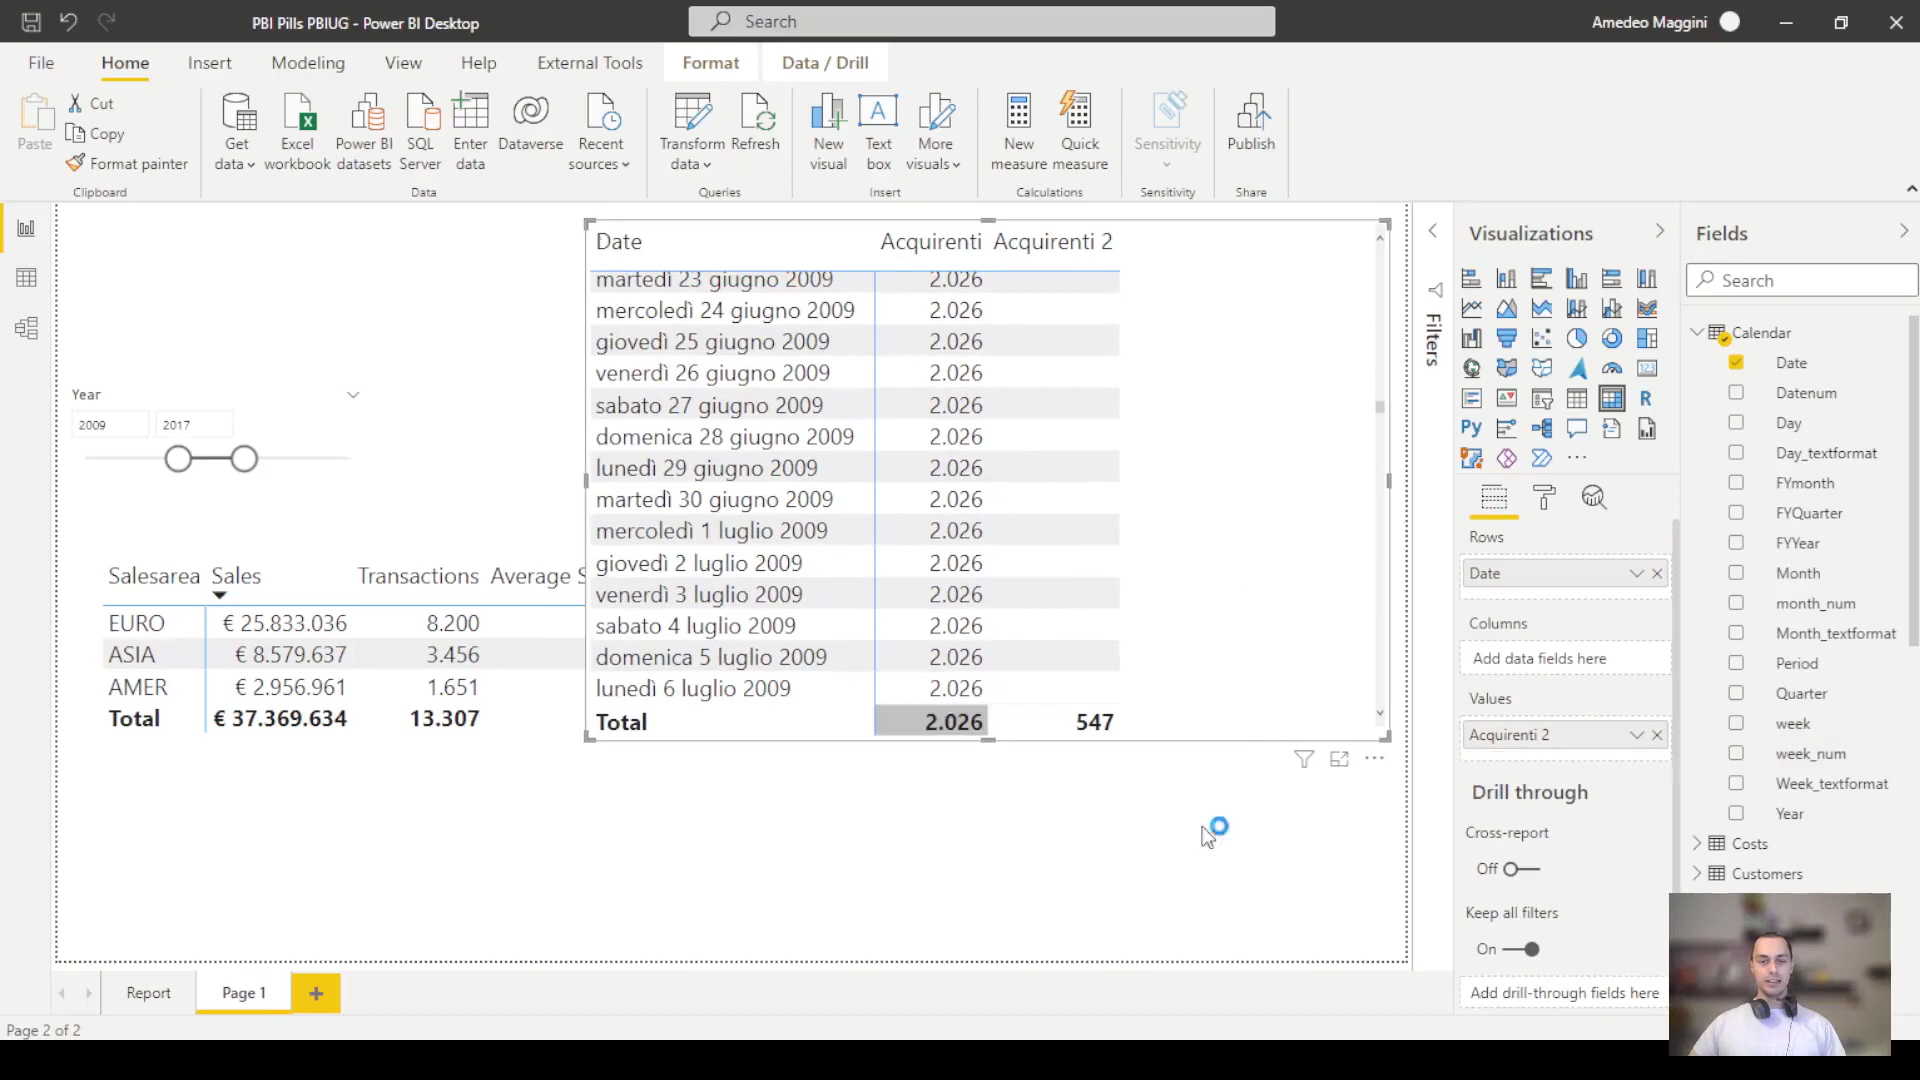 PBI Pills PBIUG - Power BI Desktop
Search
Amedeo Maggini
File Home Insert Modeling View Help External Tools Format Data / Drill
Paste
Cut
Copy
Format painter
Clipboard
Get data
Excel workbook
Power BI datasets
SQL Server
Enter data
Dataverse
Recent sources
Data
Transform data
Refresh
Queries
New visual
Text box
More visuals
Insert
New measure
Quick measure
Calculations
Sensitivity
Sensitivity
Publish
Share
Year
2009 2017
Salesarea Sales Transactions Average S
EURO € 25.833.036 8.200
ASIA € 8.579.637 3.456
AMER € 2.956.961 1.651
Total € 37.369.634 13.307
Date Acquirenti Acquirenti 2
martedì 23 giugno 2009 2.026
mercoledì 24 giugno 2009 2.026
giovedì 25 giugno 2009 2.026
venerdì 26 giugno 2009 2.026
sabato 27 giugno 2009 2.026
domenica 28 giugno 2009 2.026
lunedì 29 giugno 2009 2.026
martedì 30 giugno 2009 2.026
mercoledì 1 luglio 2009 2.026
giovedì 2 luglio 2009 2.026
venerdì 3 luglio 2009 2.026
sabato 4 luglio 2009 2.026
domenica 5 luglio 2009 2.026
lunedì 6 luglio 2009 2.026
Total 2.026 547
Filters
Visualizations
R
Py
123
Rows
Date
Columns
Add data fields here
Values
Acquirenti 2
Drill through
Cross-report
Off
Keep all filters
On
Add drill-through fields here
Fields
Search
Calendar
Date
Datenum
Day
Day_textformat
FYmonth
FYQuarter
FYYear
Month
month_num
Month_textformat
Period
Quarter
week
week_num
Week_textformat
Year
Costs
Customers
Report Page 1
Page 2 of 2